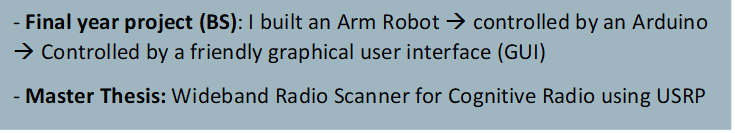 - Final year project (BS): I built an Arm Robot → controlled by an Arduino
→ Controlled by a friendly graphical user interface (GUI)
- Master Thesis: Wideband Radio Scanner for Cognitive Radio using USRP